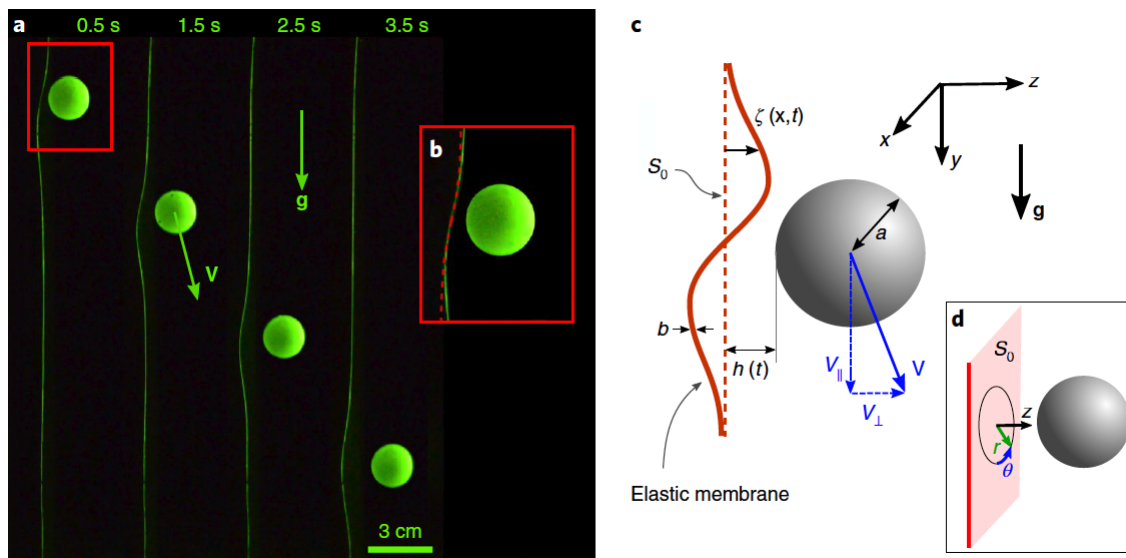 a
0.5 s
1.5 s
2.5 s
3.5 s
b
g
V
3 cm
c
ζ (x,t)
S₀
z
x
y
g
a
b
h (t)
V∥
V
V⊥
Elastic membrane
d
S₀
z
r
θ